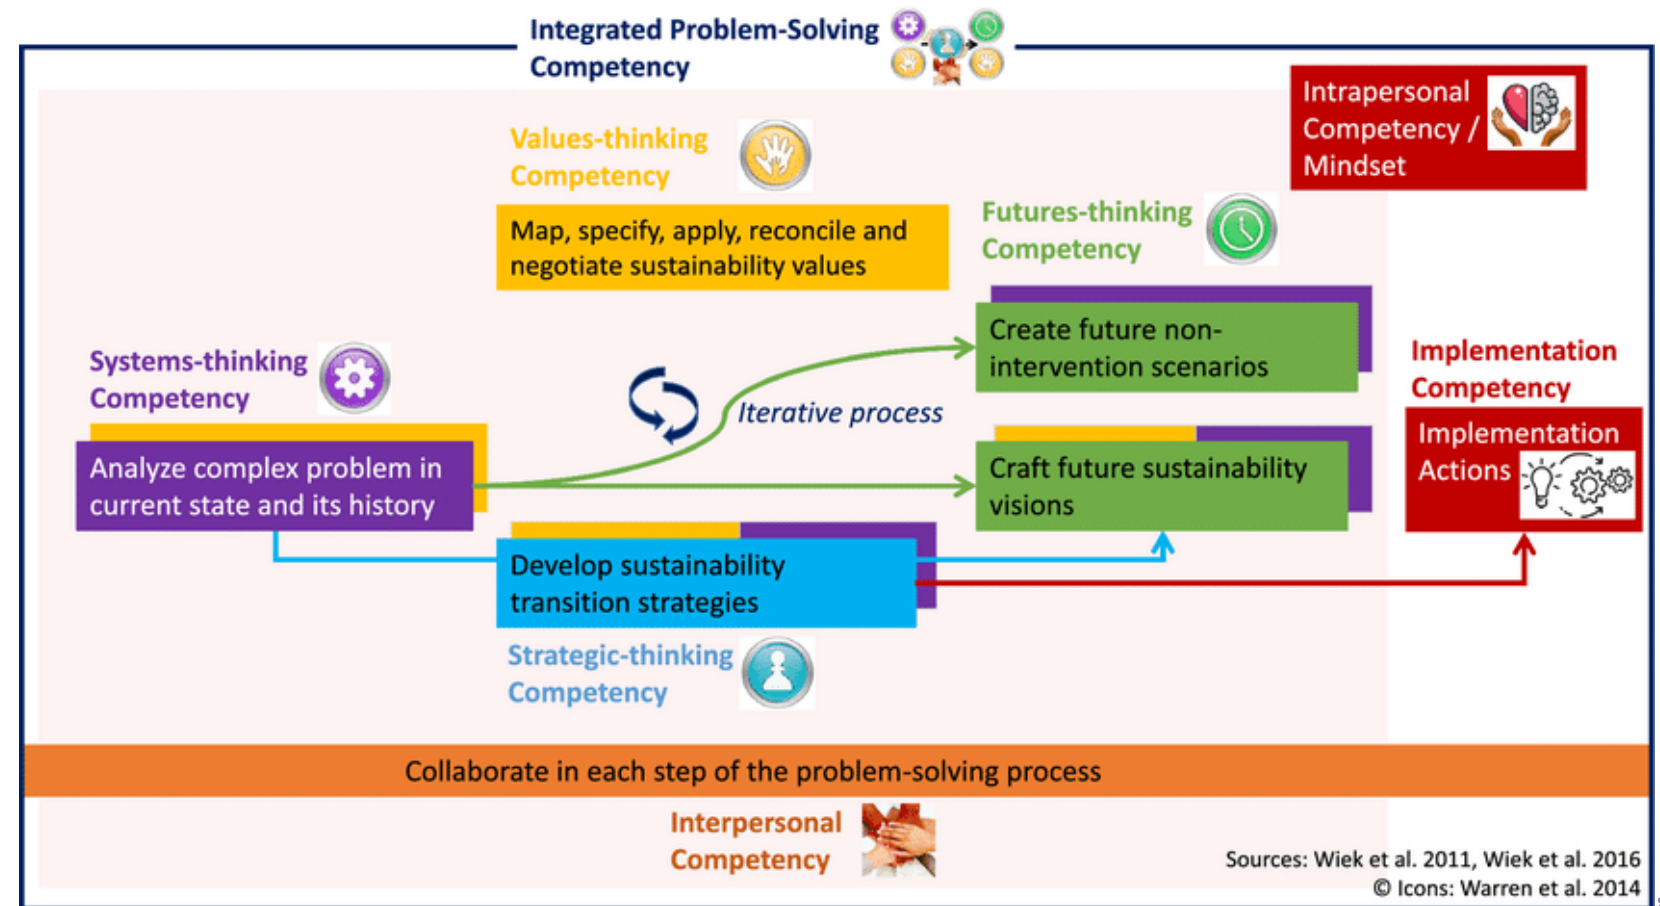 Integrated Problem-Solving
Competency
Intrapersonal
Competency /
Mindset
Values-thinking
Competency
Map, specify, apply, reconcile and
negotiate sustainability values
Futures-thinking
Competency
Create future non-
intervention scenarios
Systems-thinking
Competency
Iterative process
Implementation
Competency
Analyze complex problem in
current state and its history
Craft future sustainability
visions
Implementation
Actions
Develop sustainability
transition strategies
Strategic-thinking
Competency
Collaborate in each step of the problem-solving process
Interpersonal
Competency
Sources: Wiek et al. 2011, Wiek et al. 2016
© Icons: Warren et al. 2014